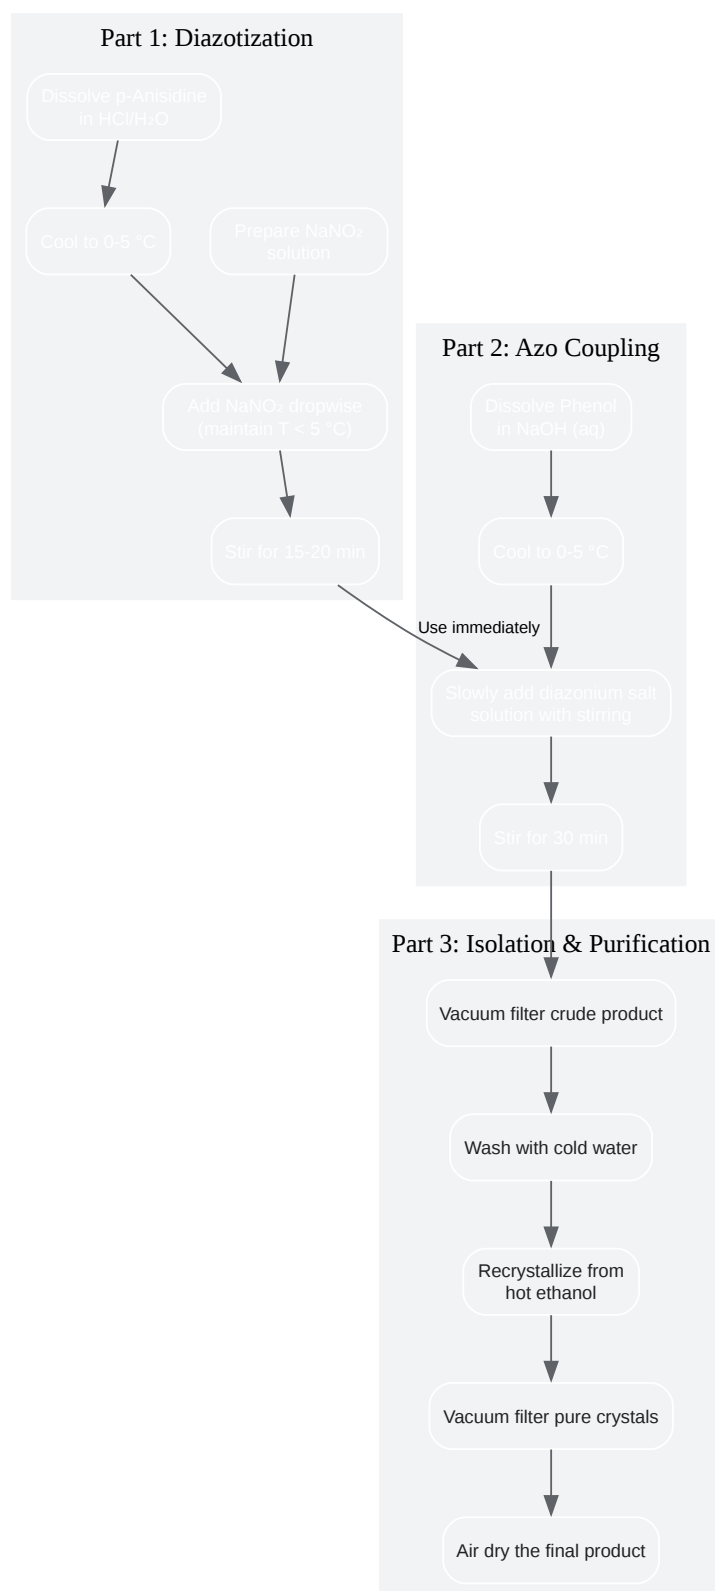 Part 1: Diazotization
Dissolve p-Anisidine
in HCl/H₂O
Cool to 0-5 °C
Prepare NaNO₂
solution
Add NaNO₂ dropwise
(maintain T < 5 °C)
Stir for 15-20 min
Part 2: Azo Coupling
Dissolve Phenol
in NaOH (aq)
Cool to 0-5 °C
Use immediately
Slowly add diazonium salt
solution with stirring
Stir for 30 min
Part 3: Isolation & Purification
Vacuum filter crude product
Wash with cold water
Recrystallize from
hot ethanol
Vacuum filter pure crystals
Air dry the final product